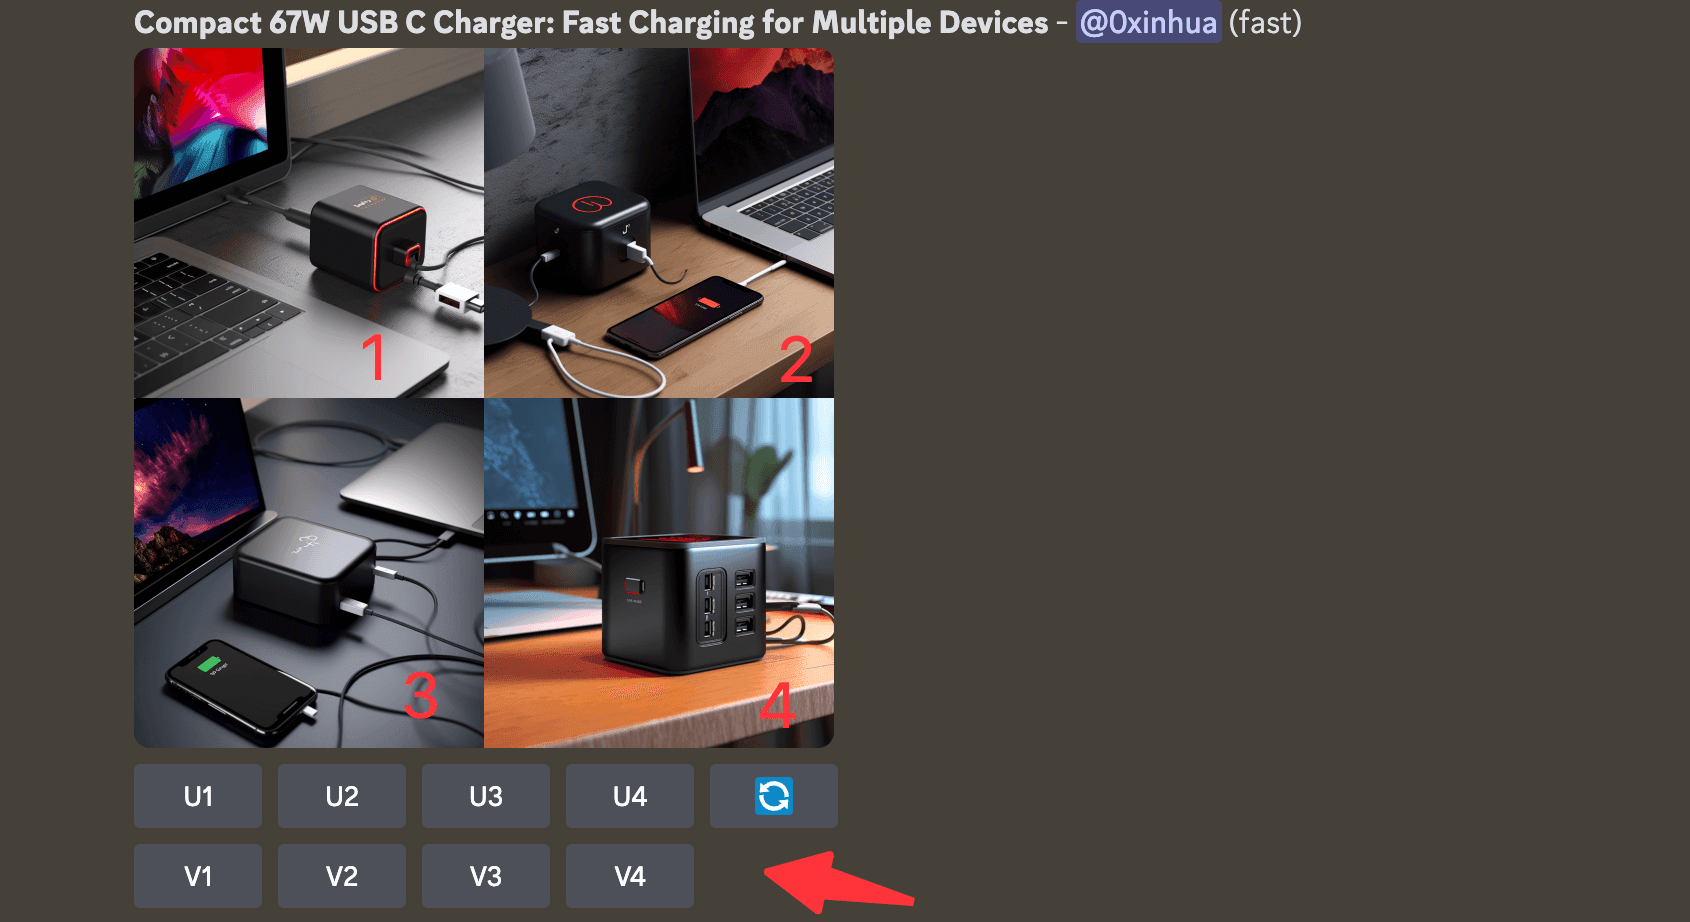 Compact 67W USB C Charger: Fast Charging for Multiple Devices - @0xinhua (fast)
1
2
3
4
U1
U2
U3
U4
V1
V2
V3
V4